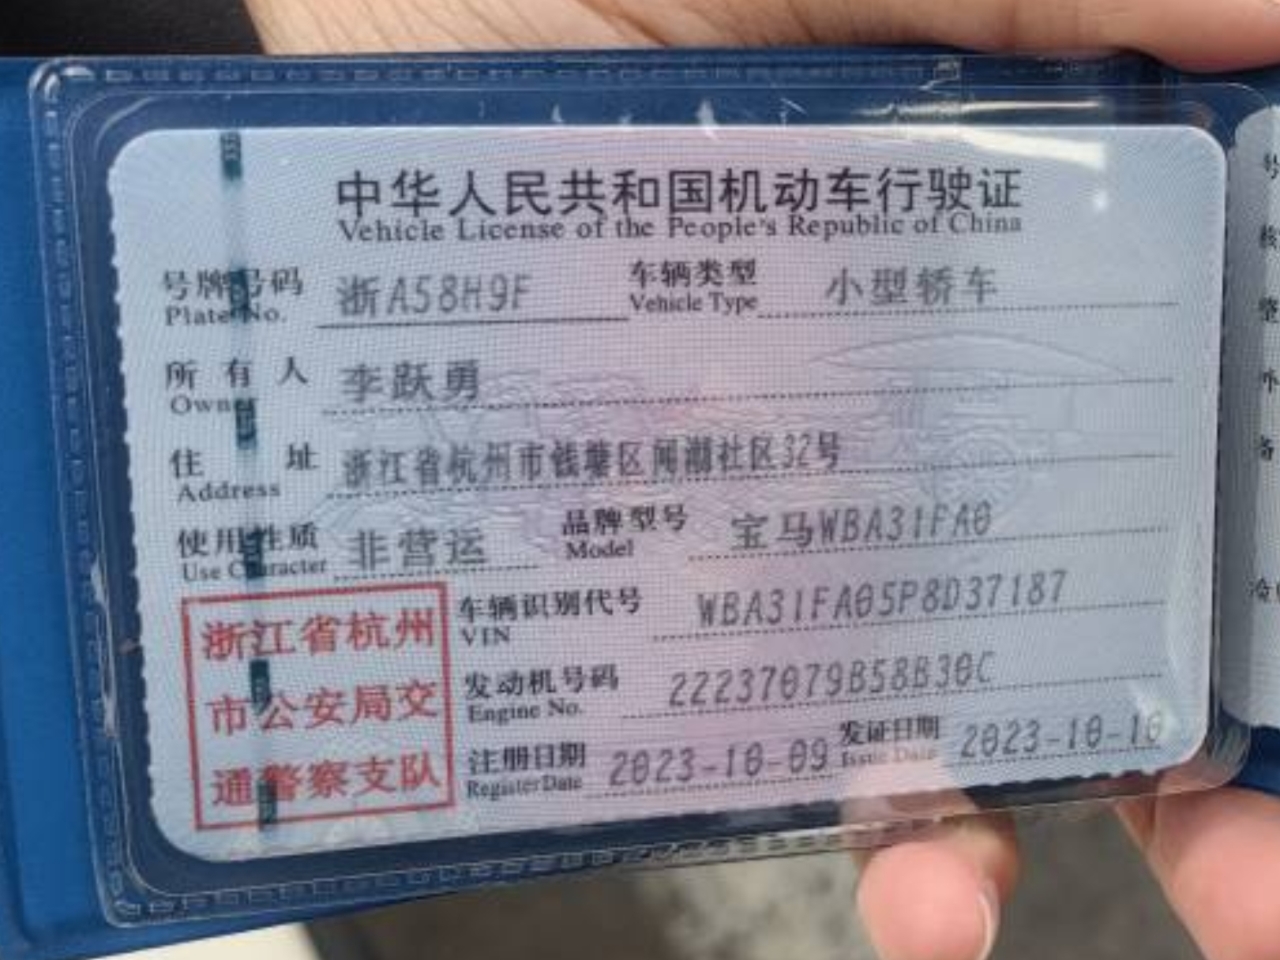 中华人民共和国机动车行驶证
Vehicle License of the People's Republic of China
号牌号码 浙A58H9F 车辆类型 小型轿车
Plate No. Vehicle Type
所有人 李跃勇
Owner
住址 浙江省杭州市钱塘区闻潮社区32号
Address
使用性质 非营运 品牌型号 宝马WBA31FA0
Use Character Model
车辆识别代号 WBA31FA05P8D37187
VIN
发动机号码 22237079B58B30C
Engine No.
注册日期 2023-10-09 发证日期 2023-10-10
Register Date Issue Date
浙江省杭州
市公安局交
通警察支队